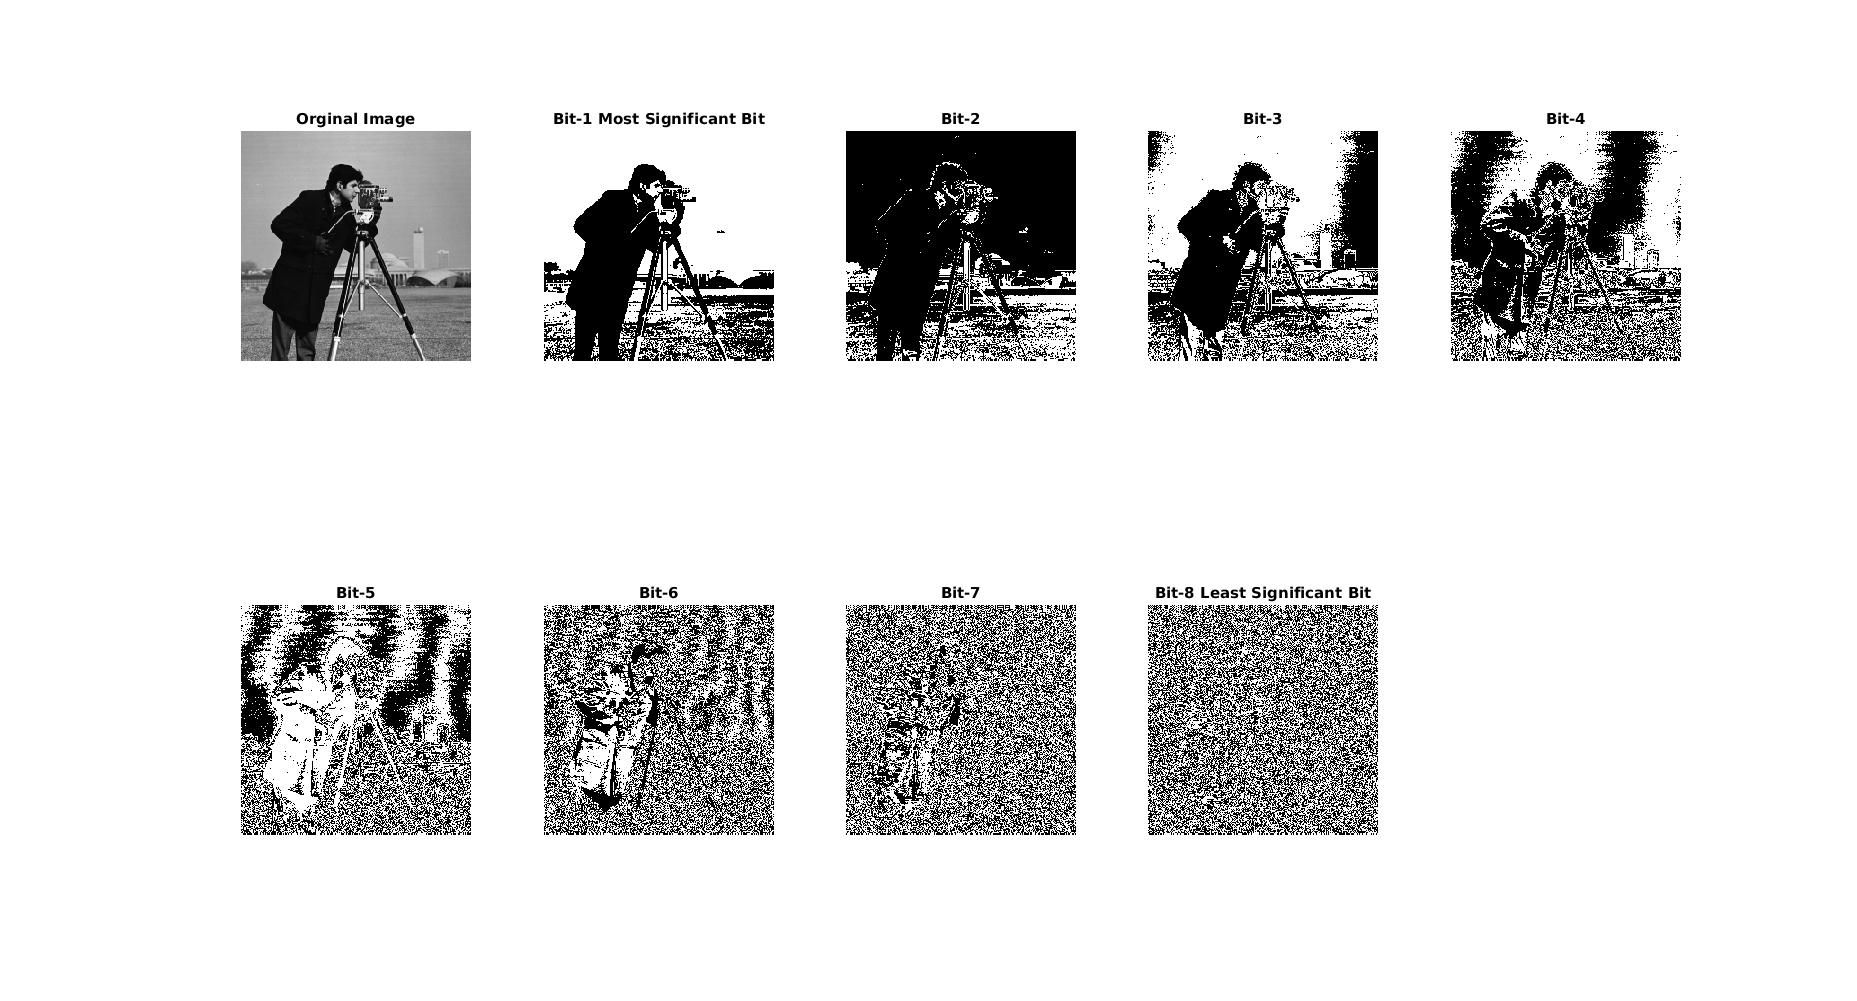 Orginal Image
Bit-1 Most Significant Bit
Bit-2
Bit-3
Bit-4
Bit-5
Bit-6
Bit-7
Bit-8 Least Significant Bit